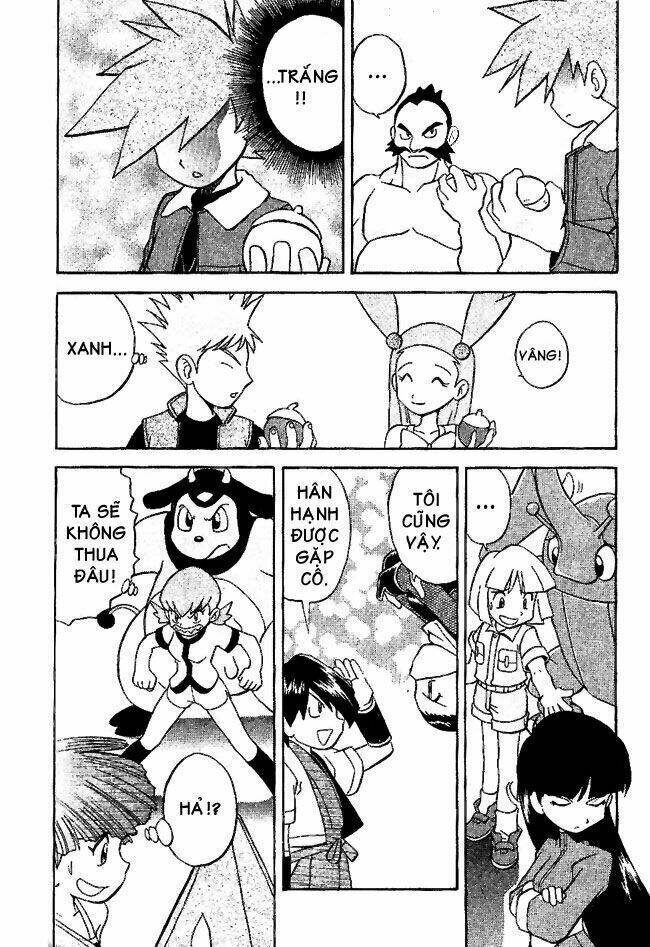 ...TRẮNG
!!
...
XANH...
VÂNG!
TA SẼ
KHÔNG
THUA
ĐÂU!
HẢ!?
HÂN
HẠNH
ĐƯỢC
GẶP
CÔ.
TÔI
CŨNG
VẬY.
...